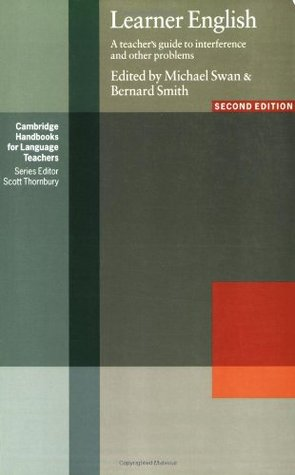 Learner English
A teacher's guide to interference
and other problems
Edited by Michael Swan &
Bernard Smith
SECOND EDITION
Cambridge
Handbooks
for Language
Teachers
Series Editor
Scott Thornbury